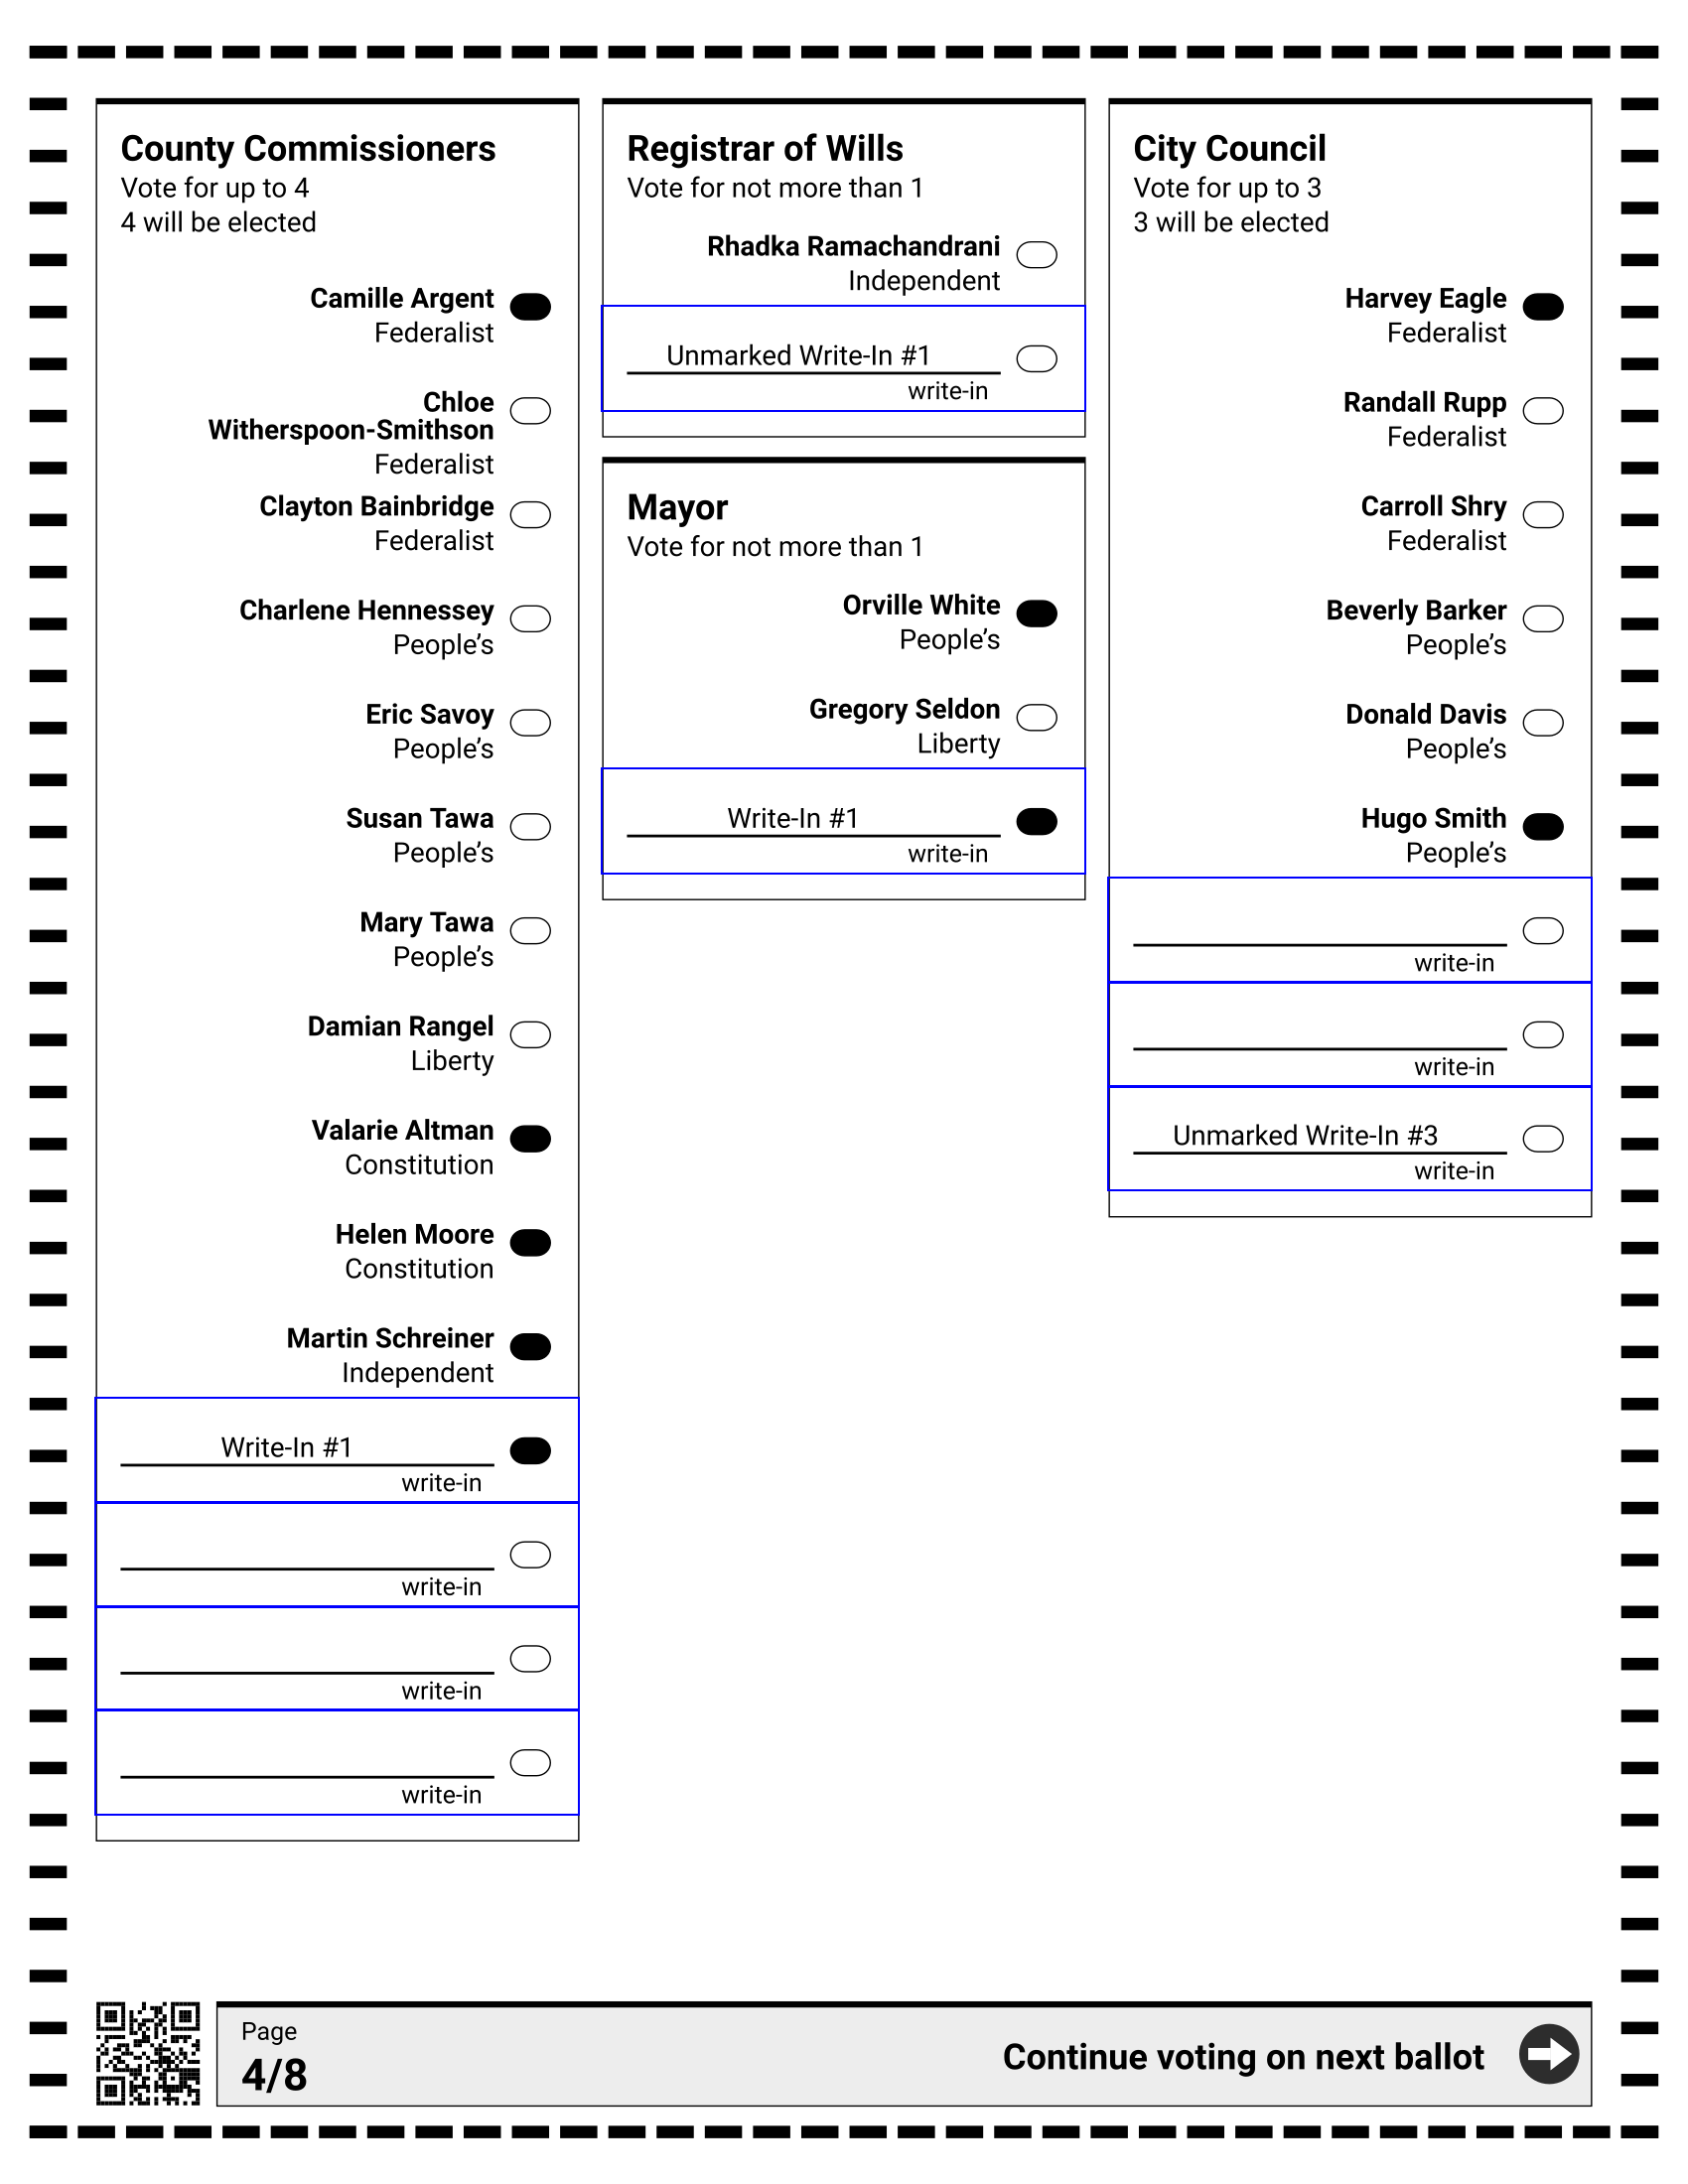 County Commissioners
Vote for up to 4
4 will be elected
Camille Argent
Federalist
Chloe
Witherspoon-Smithson
Federalist
Clayton Bainbridge
Federalist
Charlene Hennessey
People’s
Eric Savoy
People’s
Susan Tawa
People’s
Mary Tawa
People’s
Damian Rangel
Liberty
Valarie Altman
Constitution
Helen Moore
Constitution
Martin Schreiner
Independent
Write-In #1
write-in
write-in
write-in
write-in
Registrar of Wills
Vote for not more than 1
Rhadka Ramachandrani
Independent
Unmarked Write-In #1
write-in
Mayor
Vote for not more than 1
Orville White
People’s
Gregory Seldon
Liberty
Write-In #1
write-in
City Council
Vote for up to 3
3 will be elected
Harvey Eagle
Federalist
Randall Rupp
Federalist
Carroll Shry
Federalist
Beverly Barker
People’s
Donald Davis
People’s
Hugo Smith
People’s
write-in
write-in
Unmarked Write-In #3
write-in
Page
4/8
Continue voting on next ballot